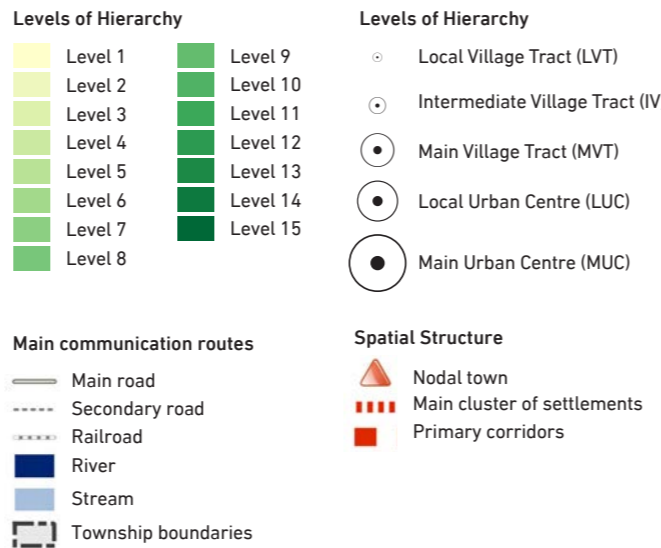 Levels of Hierarchy
Level 1
Level 2
Level 3
Level 4
Level 5
Level 6
Level 7
Level 8
Level 9
Level 10
Level 11
Level 12
Level 13
Level 14
Level 15
Levels of Hierarchy
Local Village Tract (LVT)
Intermediate Village Tract (IV
Main Village Tract (MVT)
Local Urban Centre (LUC)
Main Urban Centre (MUC)
Main communication routes
Main road
Secondary road
Railroad
River
Stream
Township boundaries
Spatial Structure
Nodal town
Main cluster of settlements
Primary corridors